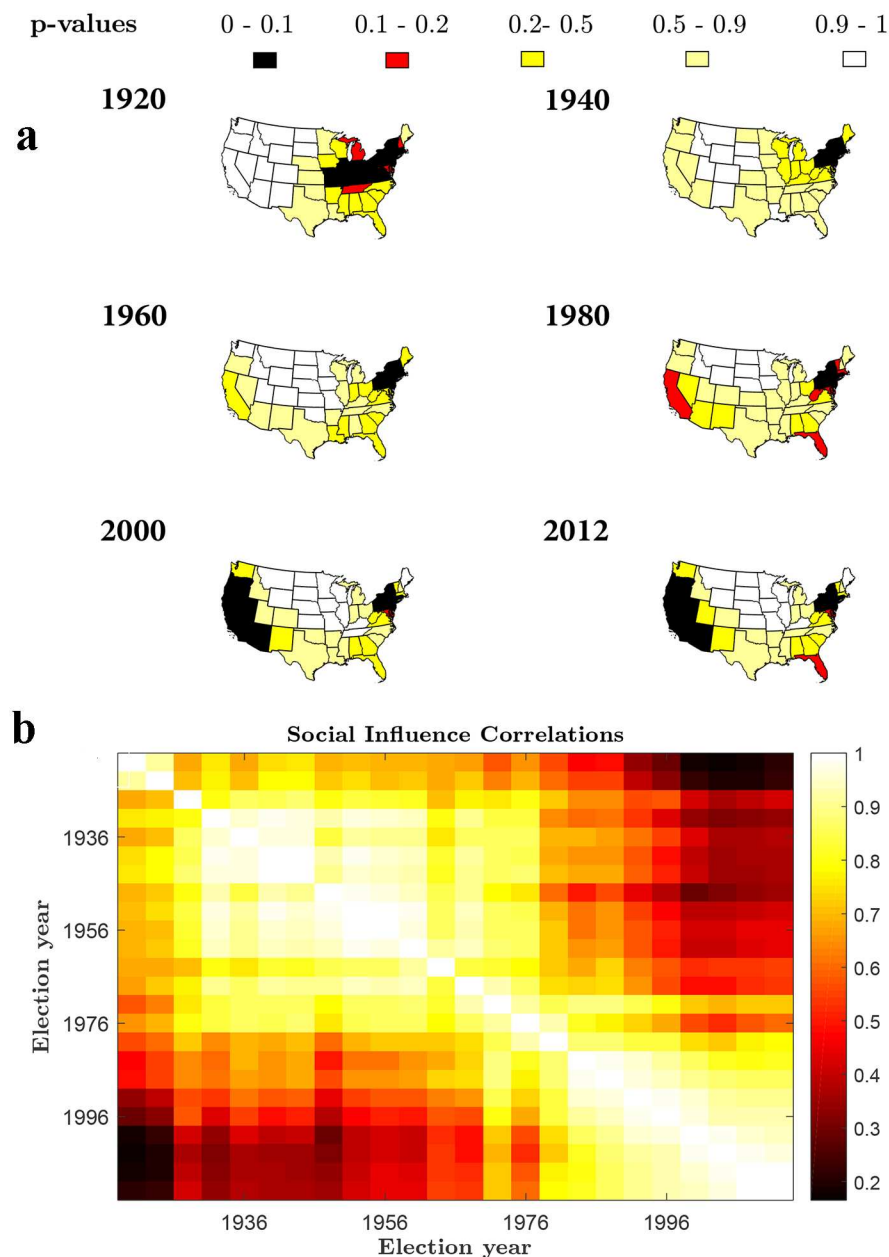 p-values 0 - 0.1 0.1 - 0.2 0.2- 0.5 0.5 - 0.9 0.9 - 1
1920 1940
a
1960 1980
2000 2012
b
Social Influence Correlations
1
0.9
1936
0.8
0.7
1956
0.6
Election year
1976
0.5
0.4
1996
0.3
0.2
1936 1956 1976 1996
Election year